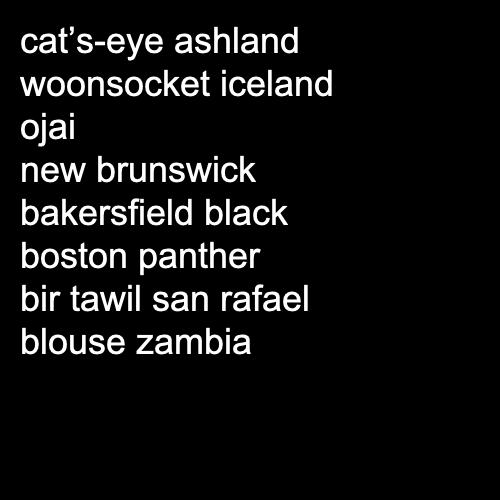 cat’s-eye ashland
woonsocket iceland
ojai
new brunswick
bakersfield black
boston panther
bir tawil san rafael
blouse zambia